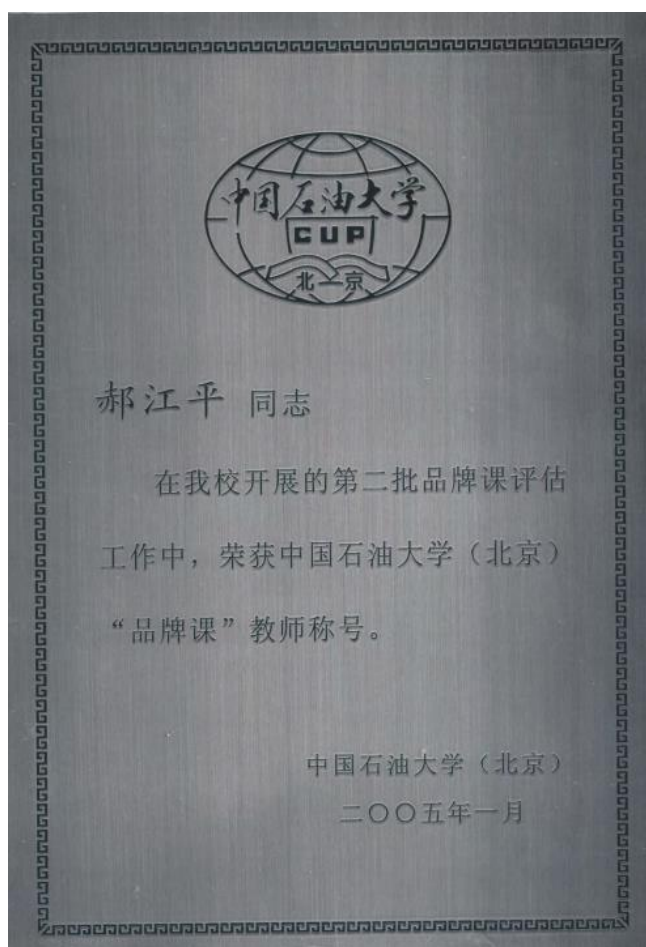 中国石油大学
CUP
北京
郝江平 同志
在我校开展的第二批品牌课评估
工作中，荣获中国石油大学（北京）
“品牌课”教师称号。
中国石油大学（北京）
二〇〇五年一月